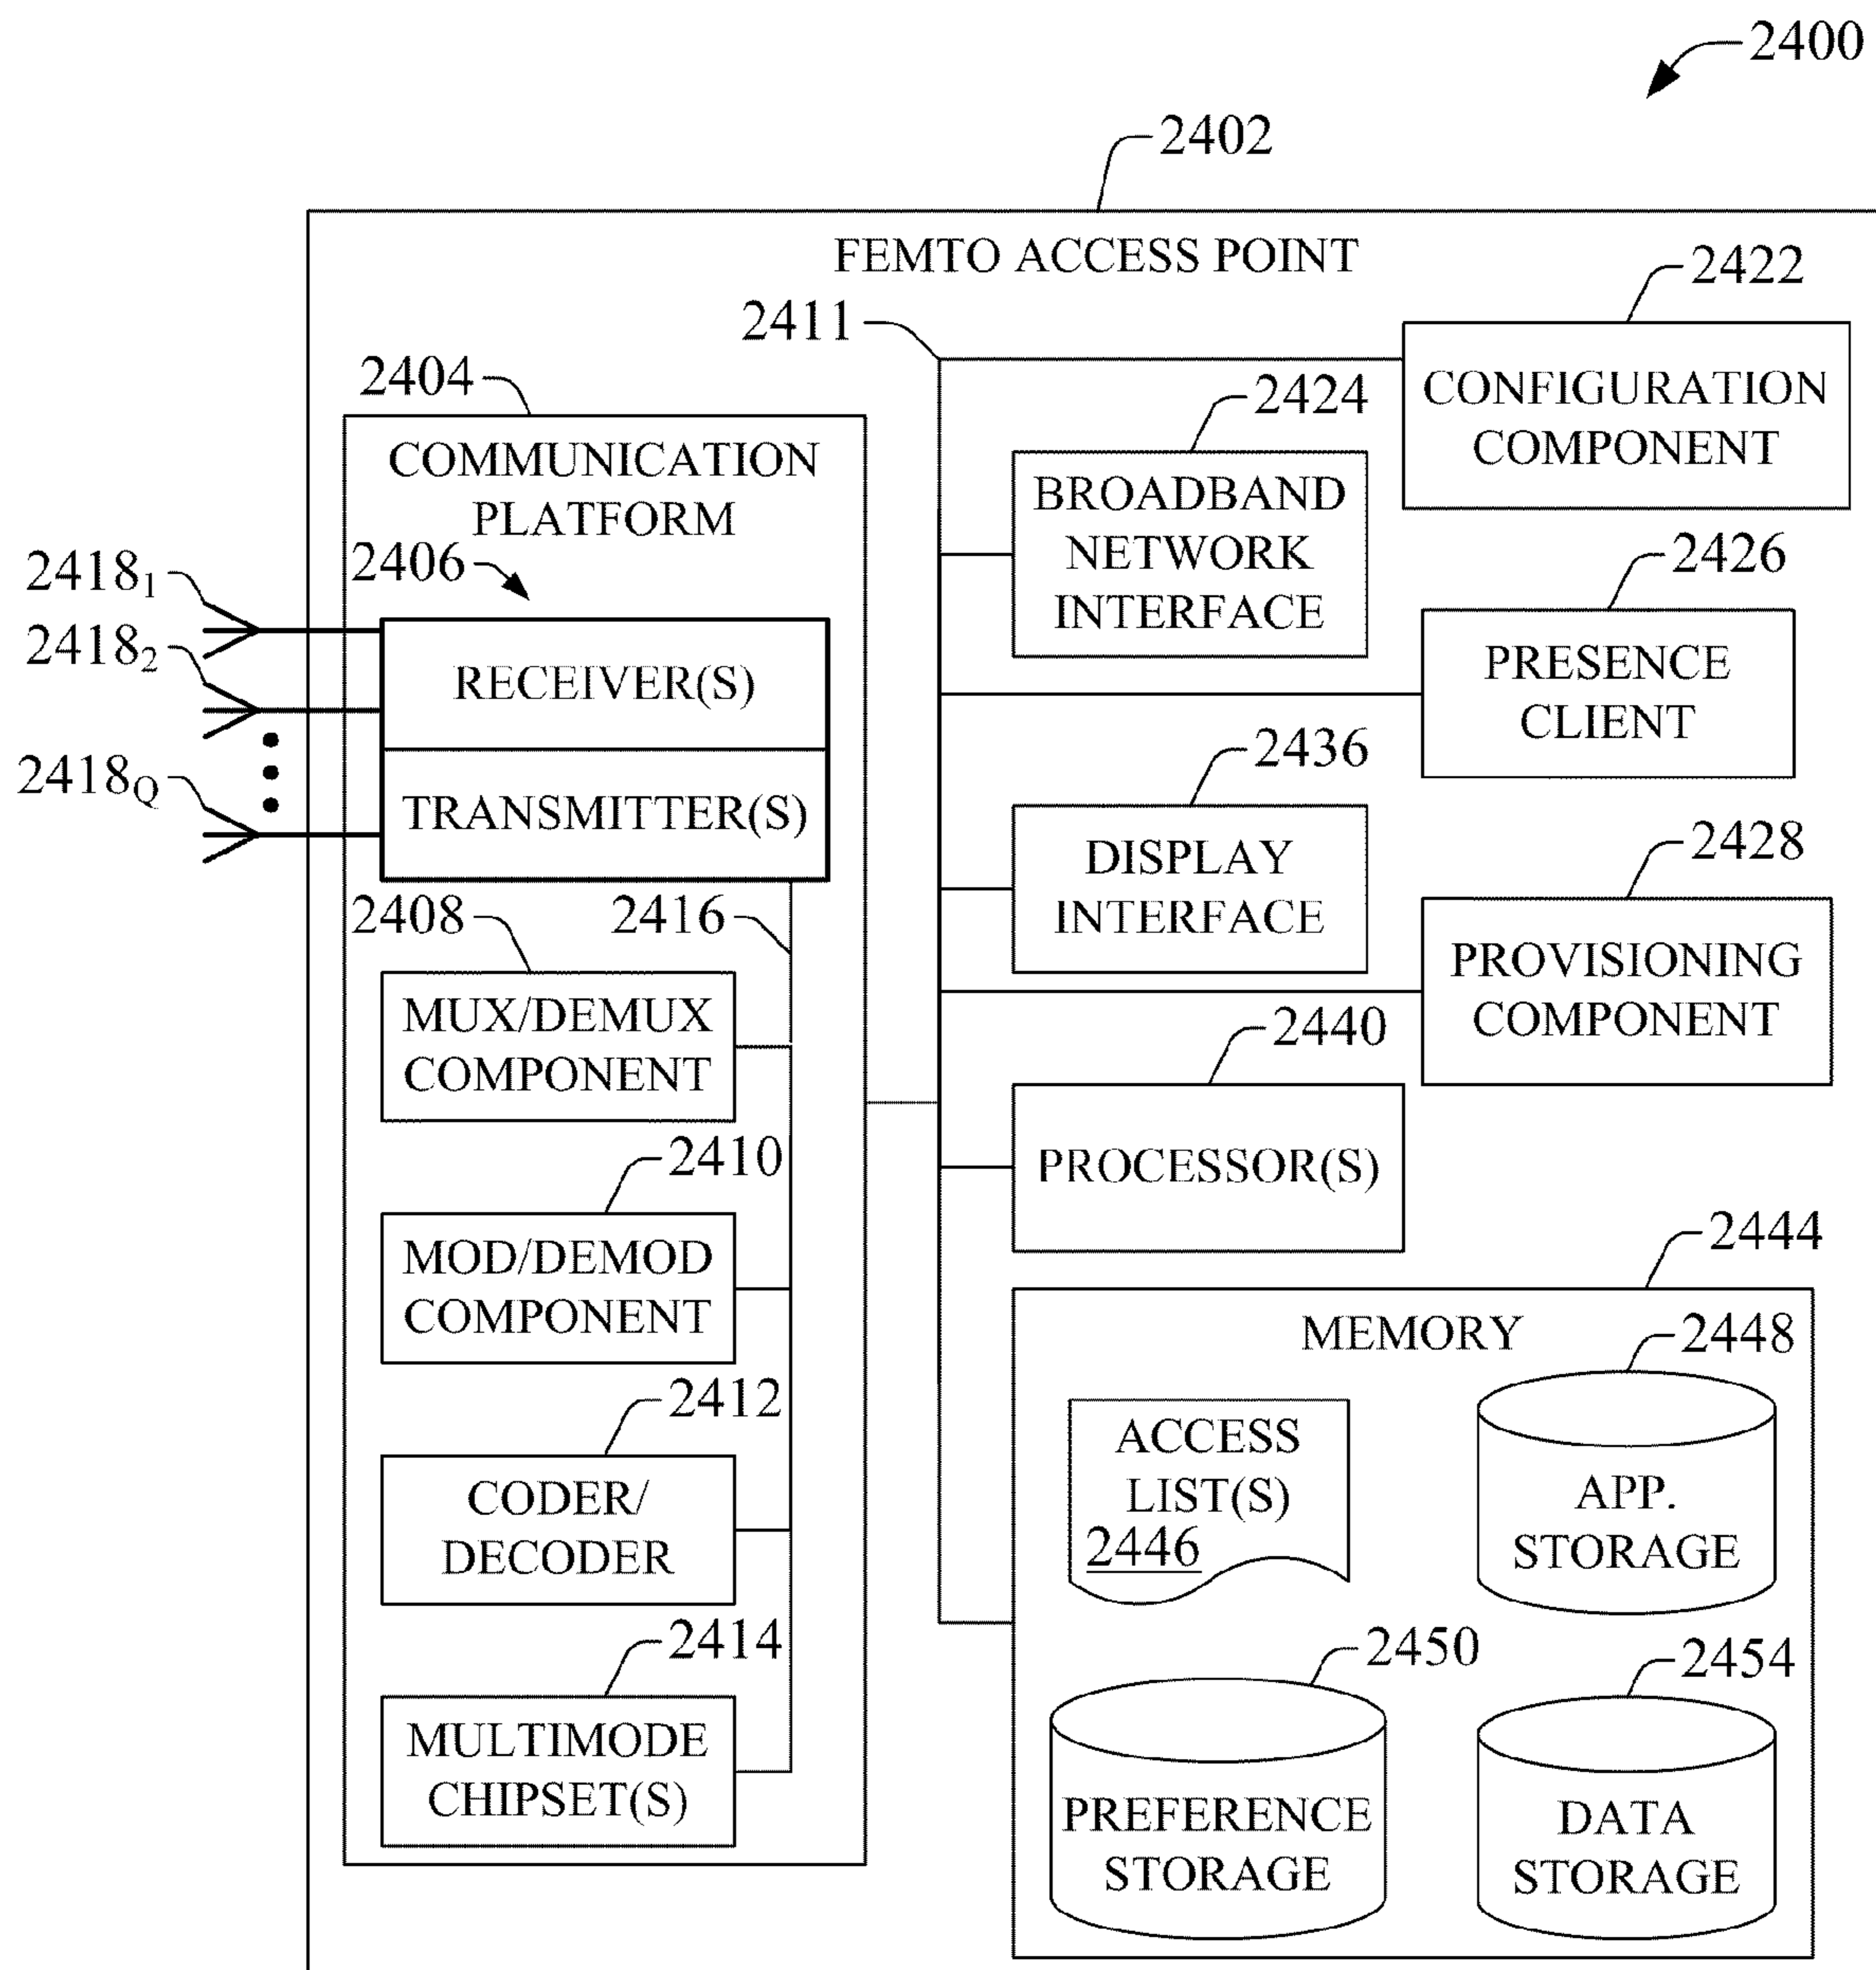 2400
2402
FEMTO ACCESS POINT
2422
2411
CONFIGURATION
COMPONENT
2404
2424
COMMUNICATION
PLATFORM
BROADBAND
NETWORK
INTERFACE
2406
2426
2418₁
PRESENCE
CLIENT
2418₂
RECEIVER(S)
2436
2418Q
TRANSMITTER(S)
DISPLAY
INTERFACE
2428
2408
2416
PROVISIONING
COMPONENT
MUX/DEMUX
COMPONENT
2440
PROCESSOR(S)
2410
MOD/DEMOD
COMPONENT
2444
MEMORY
2448
2412
ACCESS
LIST(S)
2446
APP.
STORAGE
CODER/
DECODER
2414
2450
2454
MULTIMODE
CHIPSET(S)
PREFERENCE
STORAGE
DATA
STORAGE